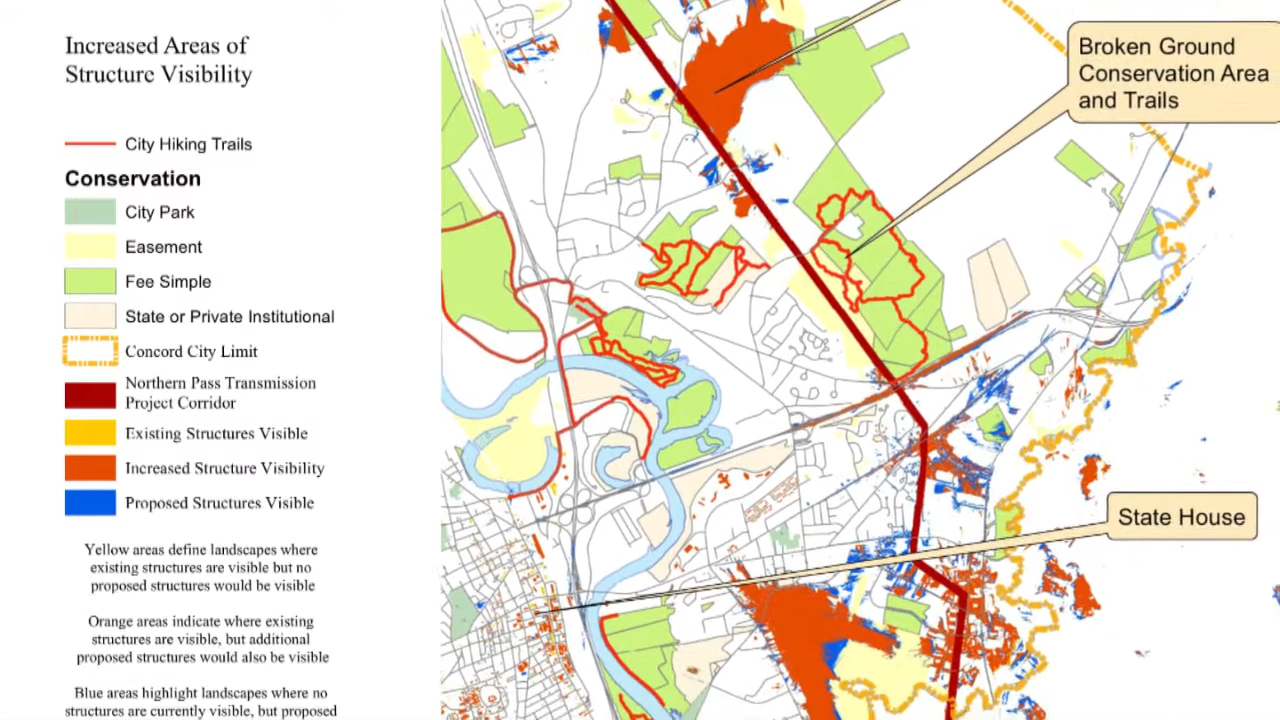 Increased Areas of
Structure Visibility
City Hiking Trails
Conservation
City Park
Easement
Fee Simple
State or Private Institutional
Concord City Limit
Northern Pass Transmission
Project Corridor
Existing Structures Visible
Increased Structure Visibility
Proposed Structures Visible
Yellow areas define landscapes where
existing structures are visible but no
proposed structures would be visible
Orange areas indicate where existing
structures are visible, but additional
proposed structures would also be visible
Blue areas highlight landscapes where no
structures are currently visible, but proposed
Broken Ground
Conservation Area
and Trails
State House